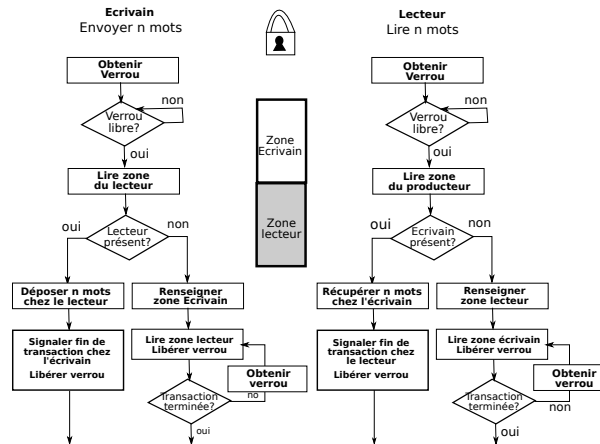 Ecrivain
Envoyer n mots
Obtenir
Verrou
non
Verrou
libre?
oui
Lire zone
du lecteur
oui
non
Lecteur
présent?
Déposer n mots
chez le lecteur
Renseigner
zone Ecrivain
Signaler fin de
transaction chez
l'écrivain
Libérer verrou
Lire zone lecteur
Libérer verrou
Obtenir
verrou
no
Transaction
terminée?
oui
Zone
Ecrivain
Zone
lecteur
Lecteur
Lire n mots
Obtenir
Verrou
non
Verrou
libre?
oui
Lire zone
du producteur
oui
non
Ecrivain
présent?
Récupérer n mots
chez l'écrivain
Renseigner
zone lecteur
Signaler fin de
transaction chez
le lecteur
Libérer verrou
Lire zone écrivain
Libérer verrou
Obtenir
verrou
non
Transaction
terminée?
oui